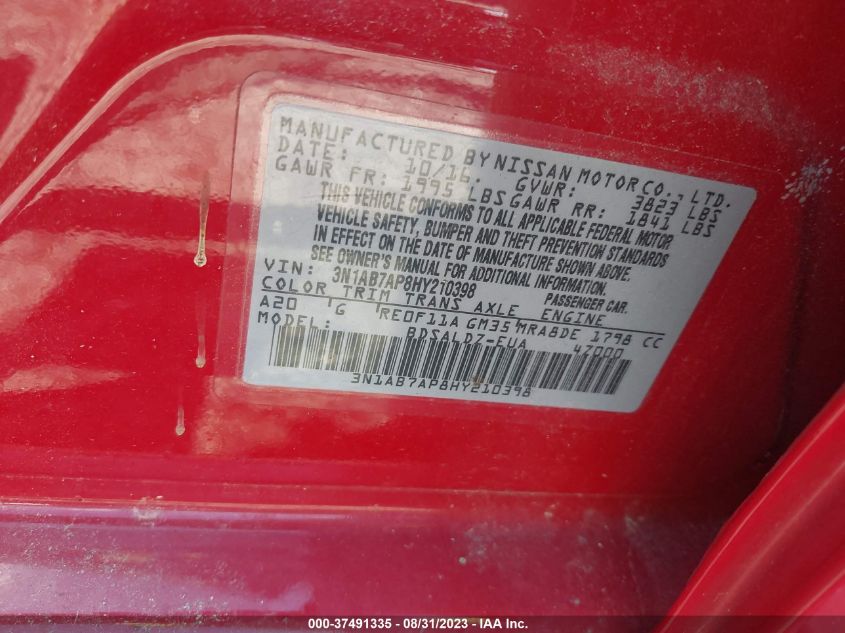 MANUFACTURED BY NISSAN MOTOR CO., LTD.
DATE: 10/16 GVWR: 3823 LBS
GAWR FR: 1995 LBS GAWR RR: 1841 LBS
THIS VEHICLE CONFORMS TO ALL APPLICABLE FEDERAL MOTOR
VEHICLE SAFETY, BUMPER AND THEFT PREVENTION STANDARDS
IN EFFECT ON THE DATE OF MANUFACTURE SHOWN ABOVE.
SEE OWNER'S MANUAL FOR ADDITIONAL INFORMATION.
VIN: 3N1AB7AP8HY210398 PASSENGER CAR.
COLOR TRIM TRANS AXLE ENGINE
A20 G RE0F11A GM35 MRA8DE 1798 CC
MODEL: BDSALDZ-EUA 47000
3N1AB7AP8HY210398
000-37491335 - 08/31/2023 - IAA Inc.